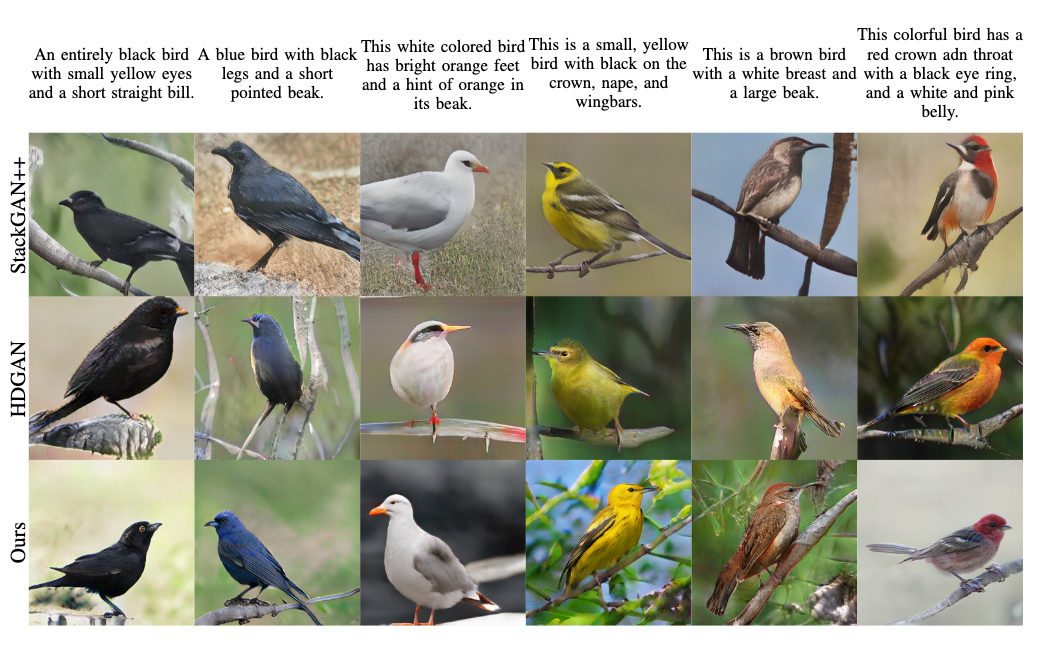 An entirely black bird
with small yellow eyes
and a short straight bill.
A blue bird with black
legs and a short
pointed beak.
This white colored bird
has bright orange feet
and a hint of orange in
its beak.
This is a small, yellow
bird with black on the
crown, nape, and
wingbars.
This is a brown bird
with a white breast and
a large beak.
This colorful bird has a
red crown adn throat
with a black eye ring,
and a white and pink
belly.
StackGAN++
HDGAN
Ours